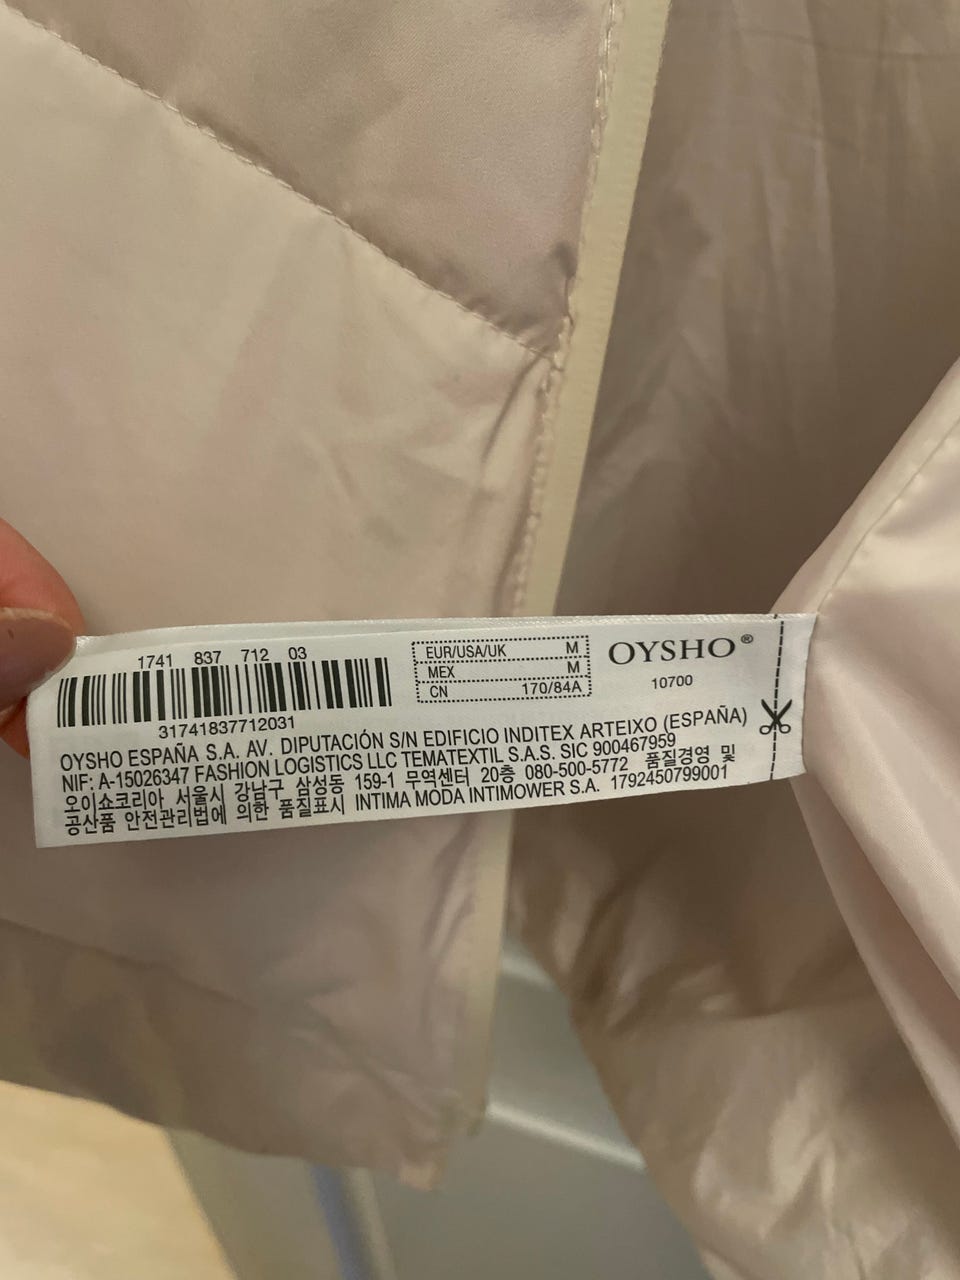 1741 837 712 03
31741837712031
EUR/USA/UK M
MEX M
CN 170/84A
OYSHO®
10700
OYSHO ESPAÑA S.A. AV. DIPUTACIÓN S/N EDIFICIO INDITEX ARTEIXO (ESPAÑA)
NIF: A-15026347 FASHION LOGISTICS LLC TEMATEXTIL S.A.S. SIC 900467959
오이쇼코리아 서울시 강남구 삼성동 159-1 무역센터 20층 080-500-5772 품질경영 및
공산품 안전관리법에 의한 품질표시 INTIMA MODA INTIMOWER S.A. 1792450799001